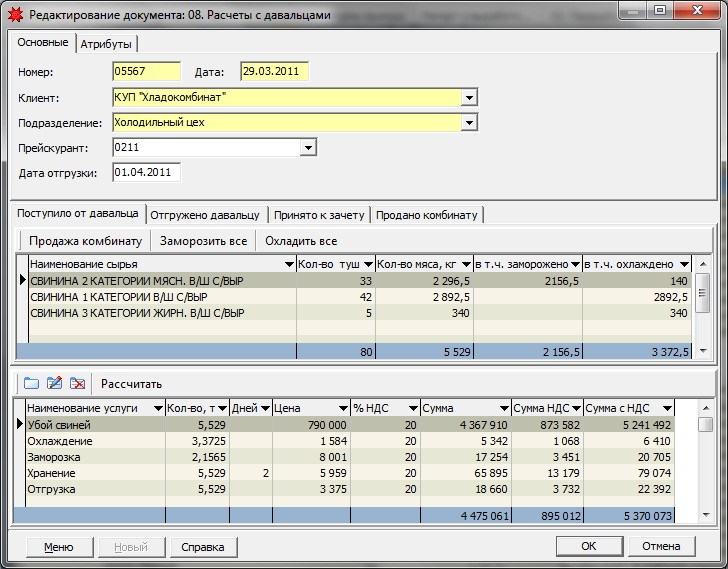 Редактирование документа: 08. Расчеты с давальцами
Основные Атрибуты
Номер: 05567 Дата: 29.03.2011
Клиент: КУП "Хладокомбинат"
Подразделение: Холодильный цех
Прейскурант: 0211
Дата отгрузки: 01.04.2011
Поступило от давальца Отгружено давальцу Принято к зачету Продано комбинату
Продажа комбинату Заморозить все Охладить все
Наименование сырья Кол-во туш Кол-во мяса, кг в т.ч. заморожено в т.ч. охлаждено
СВИНИНА 2 КАТЕГОРИИ МЯСН. В/Ш С/ВЫР 33 2 296,5 2156,5 140
СВИНИНА 1 КАТЕГОРИИ В/Ш С/ВЫР 42 2 892,5 2892,5
СВИНИНА 3 КАТЕГОРИИ ЖИРН. В/Ш С/ВЫР 5 340 340
80 5 529 2 156,5 3 372,5
Рассчитать
Наименование услуги Кол-во, т Дней Цена % НДС Сумма Сумма НДС Сумма с НДС
Убой свиней 5,529 790 000 20 4 367 910 873 582 5 241 492
Охлаждение 3,3725 1 584 20 5 342 1 068 6 410
Заморозка 2,1565 8 001 20 17 254 3 451 20 705
Хранение 5,529 2 5 959 20 65 895 13 179 79 074
Отгрузка 5,529 3 375 20 18 660 3 732 22 392
4 475 061 895 012 5 370 073
Меню Новый Справка ОК Отмена